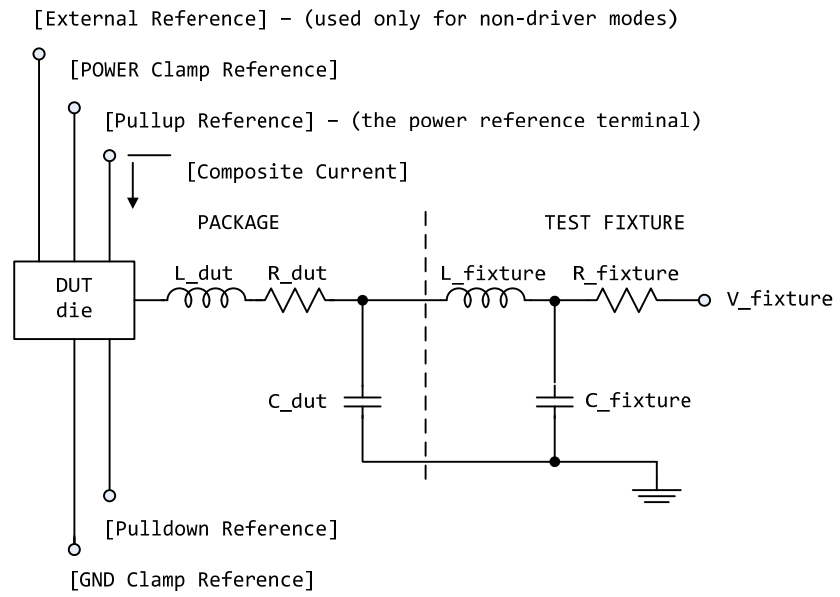 [External Reference] – (used only for non-driver modes)
[POWER Clamp Reference]
[Pullup Reference] – (the power reference terminal)
[Composite Current]
PACKAGE
TEST FIXTURE
DUT
die
L_dut
R_dut
L_fixture
R_fixture
V_fixture
C_dut
C_fixture
[Pulldown Reference]
[GND Clamp Reference]